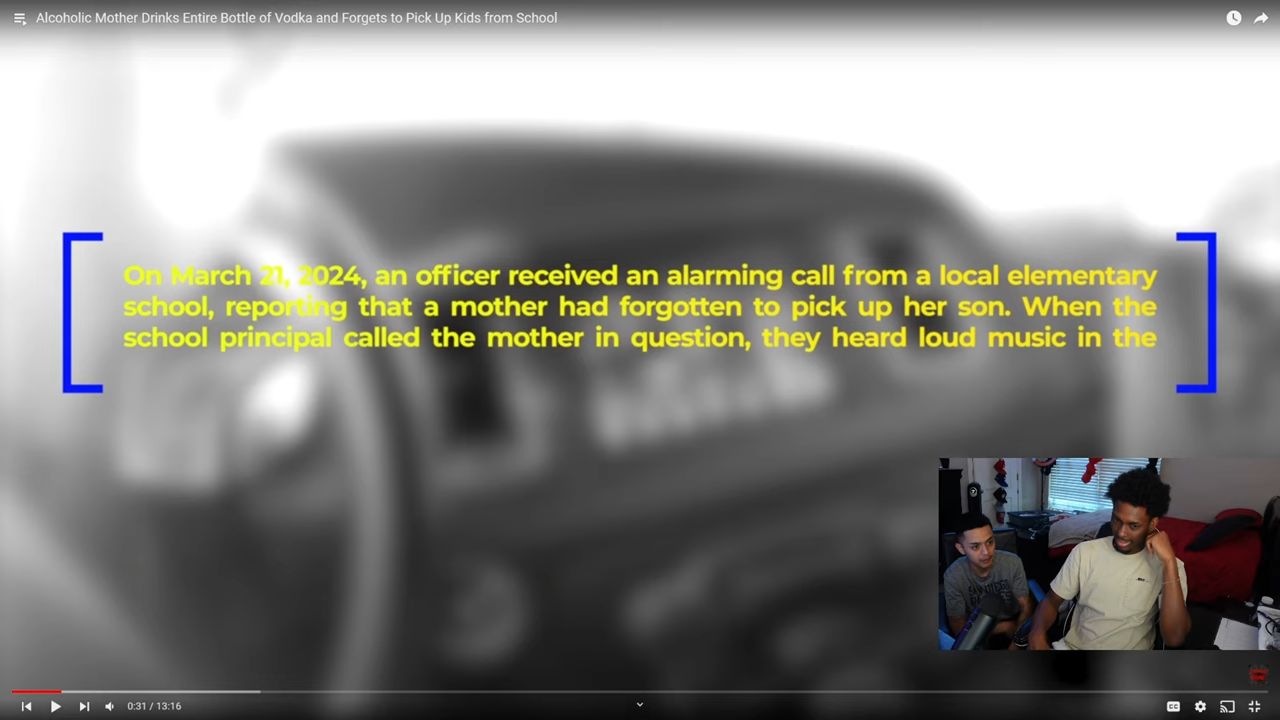 Alcoholic Mother Drinks Entire Bottle of Vodka and Forgets to Pick Up Kids from School
On March 21, 2024, an officer received an alarming call from a local elementary
school, reporting that a mother had forgotten to pick up her son. When the
school principal called the mother in question, they heard loud music in the
0:31 / 13:16
CC